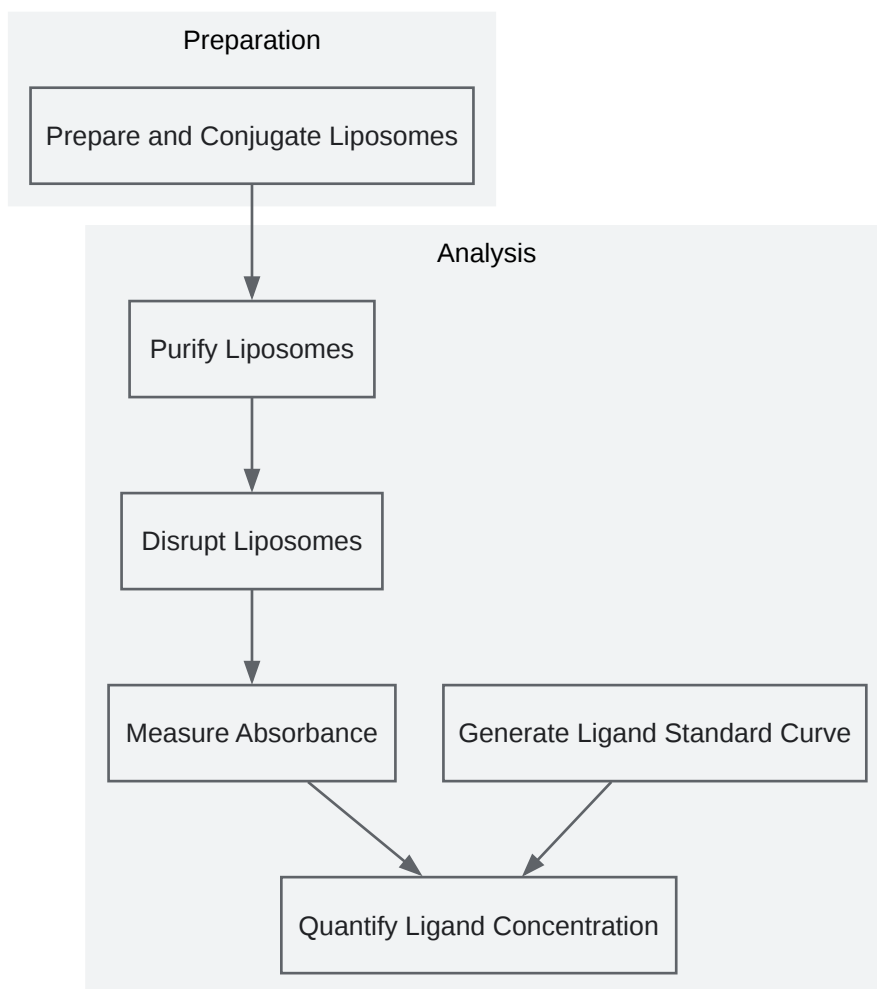 Preparation
Prepare and Conjugate Liposomes
Analysis
Purify Liposomes
Disrupt Liposomes
Measure Absorbance
Generate Ligand Standard Curve
Quantify Ligand Concentration